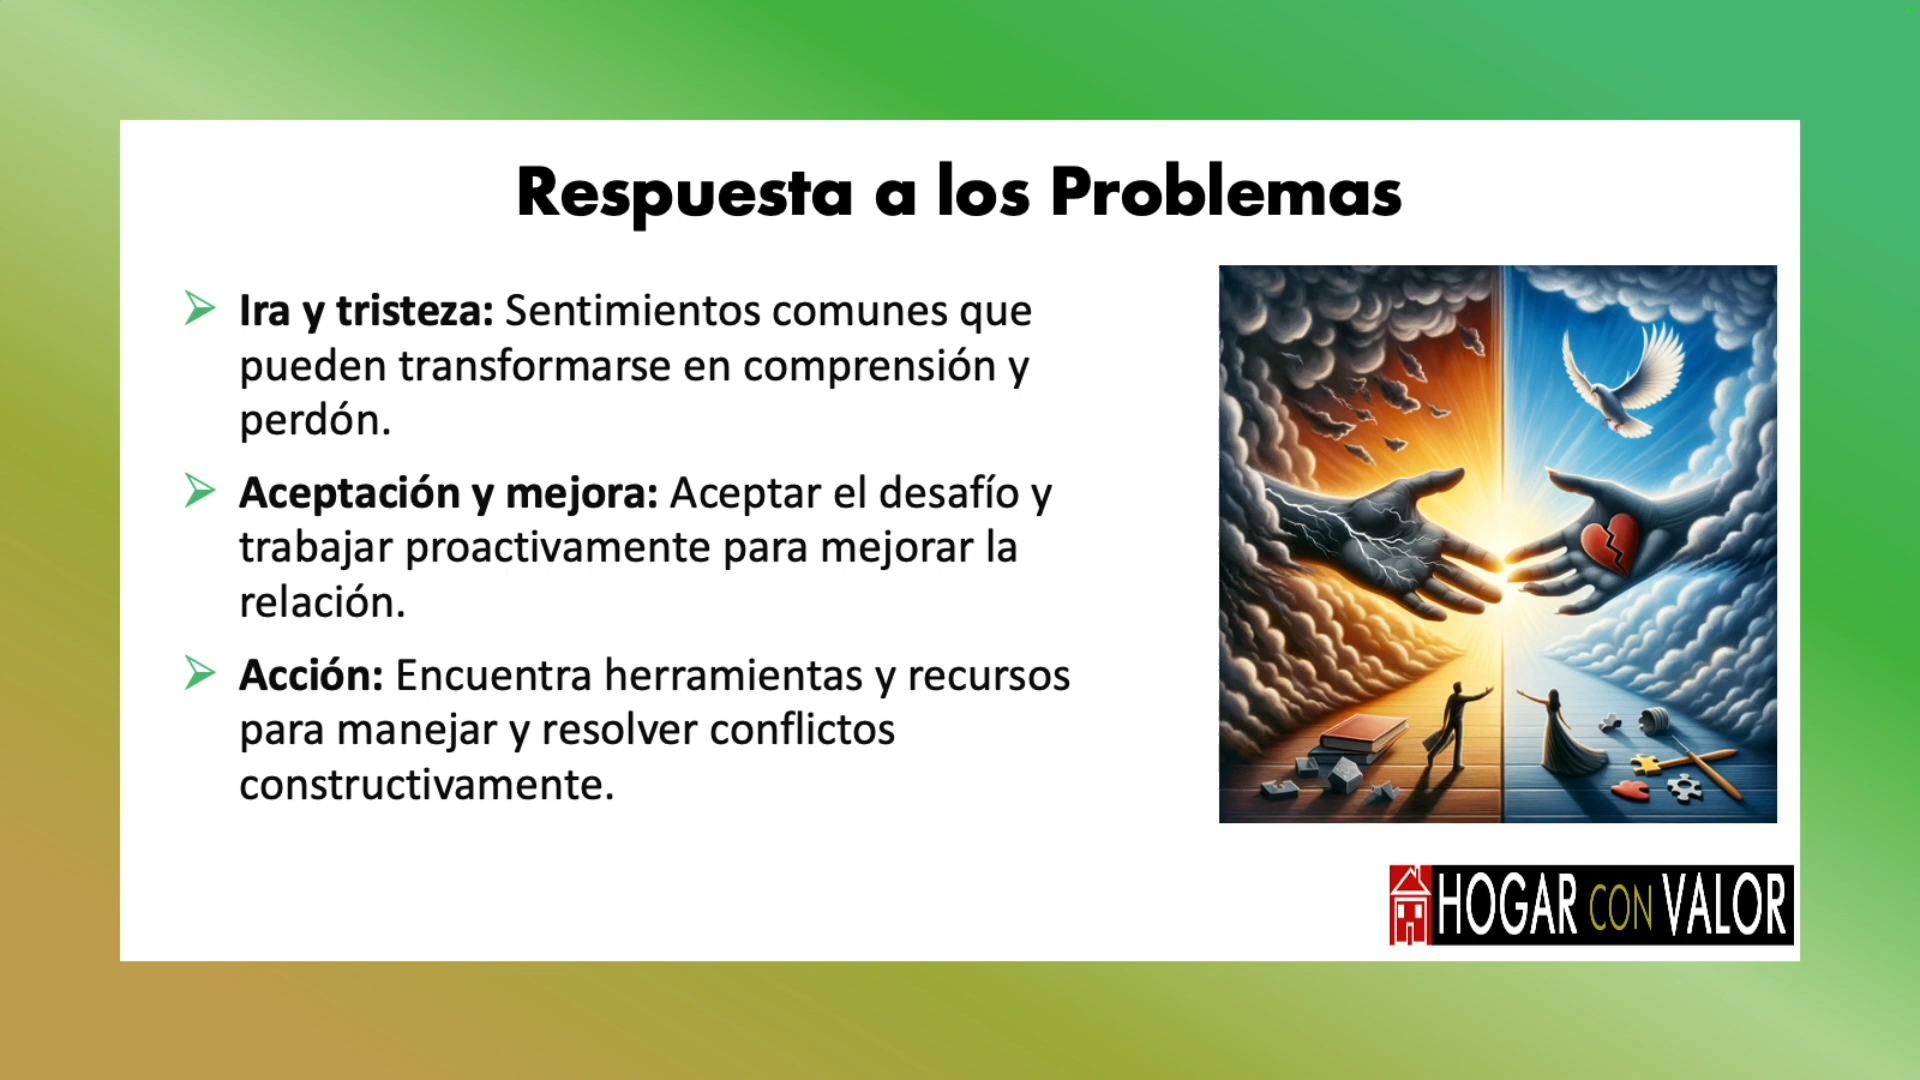 Respuesta a los Problemas
Ira y tristeza: Sentimientos comunes que
pueden transformarse en comprensión y
perdón.
Aceptación y mejora: Aceptar el desafío y
trabajar proactivamente para mejorar la
relación.
Acción: Encuentra herramientas y recursos
para manejar y resolver conflictos
constructivamente.
HOGAR CON VALOR